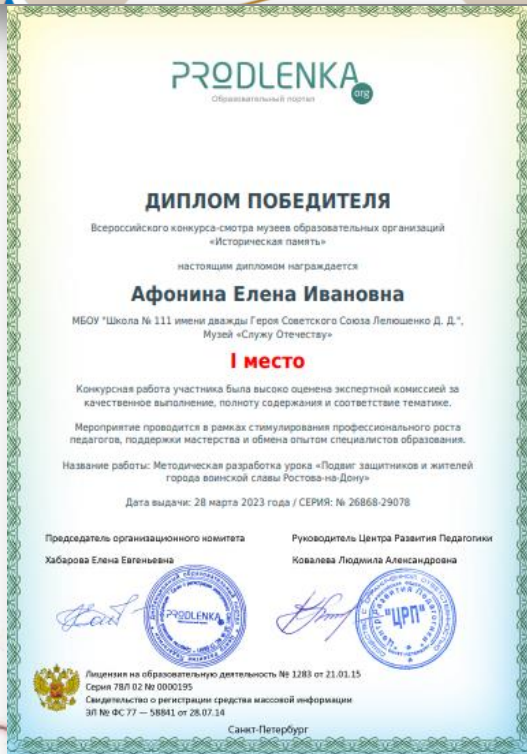 PRODLENKA
org
Образовательный портал
ДИПЛОМ ПОБЕДИТЕЛЯ
Всероссийского конкурса-смотра музеев образовательных организаций
«Историческая память»
настоящим дипломом награждается
Афонина Елена Ивановна
МБОУ "Школа № 111 имени дважды Героя Советского Союза Лелюшенко Д. Д.",
Музей «Служу Отечеству»
I место
Конкурсная работа участника была высоко оценена экспертной комиссией за
качественное выполнение, полноту содержания и соответствие тематике.
Мероприятие проводится в рамках стимулирования профессионального роста
педагогов, поддержки мастерства и обмена опытом специалистов образования.
Название работы: Методическая разработка урока «Подвиг защитников и жителей
города воинской славы Ростова-на-Дону»
Дата выдачи: 28 марта 2023 года / СЕРИЯ: № 26868-29078
Председатель организационного комитета
Хабарова Елена Евгеньевна
Руководитель Центра Развития Педагогики
Ковалева Людмила Александровна
PRODLENKA
"ЦРП"
Лицензия на образовательную деятельность № 1283 от 21.01.15
Серия 78Л 02 № 0000195
Свидетельство о регистрации средства массовой информации
ЭЛ № ФС 77 — 58841 от 28.07.14
Санкт-Петербург